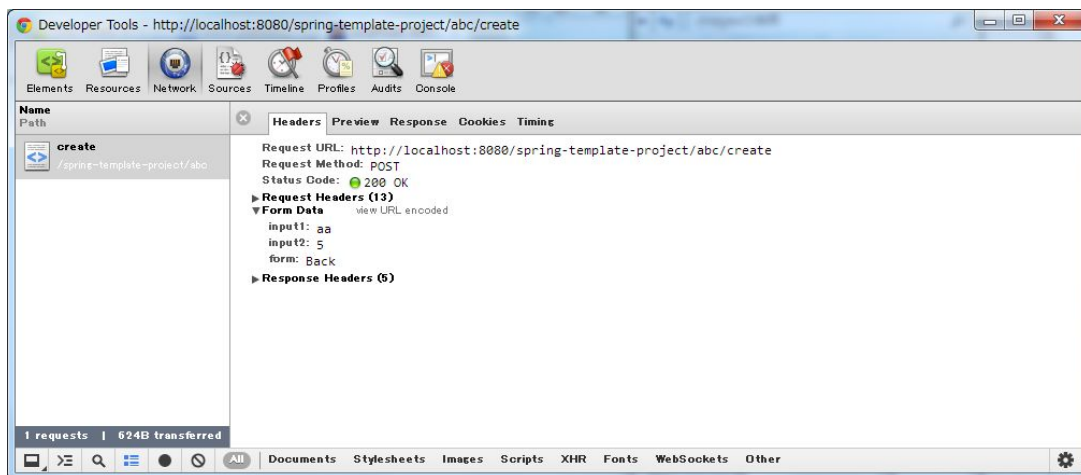 Developer Tools - http://localhost:8080/spring-template-project/abc/create
Elements Resources Network Sources Timeline Profiles Audits Console
Name
Path
Headers Preview Response Cookies Timing
create
/spring-template-project/abc
Request URL: http://localhost:8080/spring-template-project/abc/create
Request Method: POST
Status Code: 200 OK
Request Headers (13)
Form Data view URL encoded
input1: aa
input2: 5
form: Back
Response Headers (5)
1 requests | 624B transferred
All Documents Stylesheets Images Scripts XHR Fonts WebSockets Other